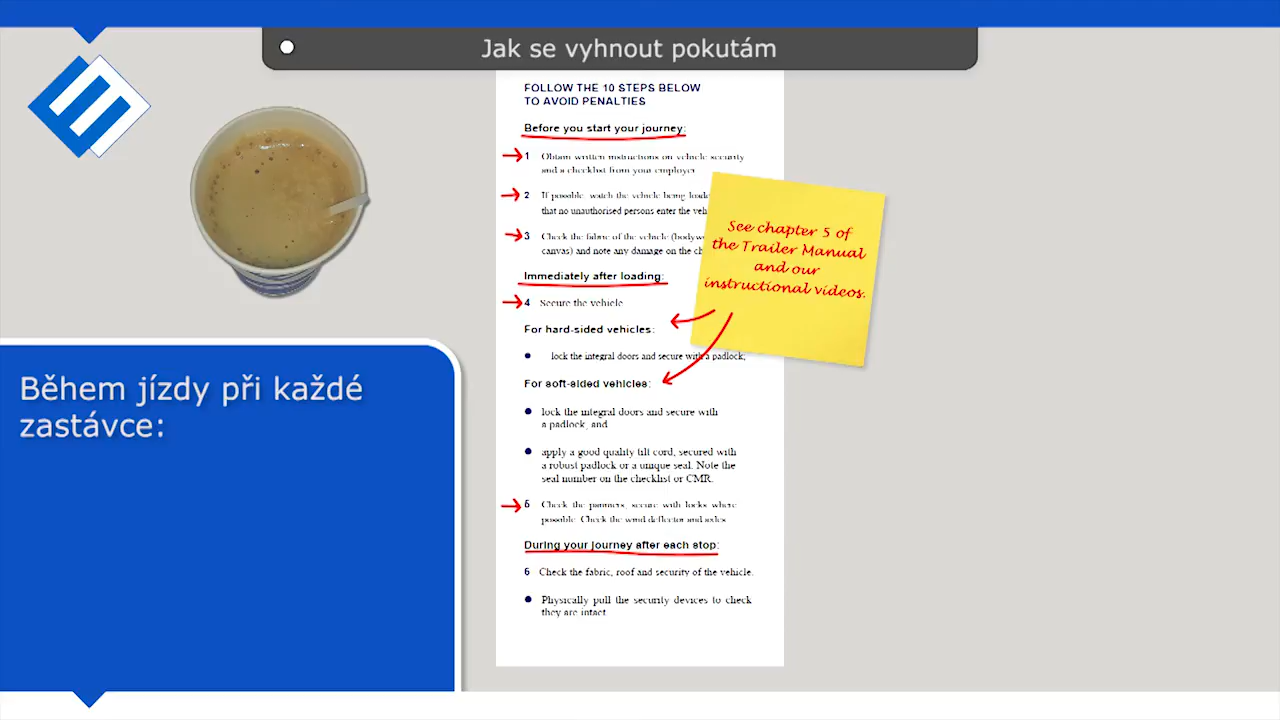 Jak se vyhnout pokutám
FOLLOW THE 10 STEPS BELOW
TO AVOID PENALTIES
Before you start your journey:
1 Obtain written instructions on vehicle security
and a checklist from your employer
2 If possible, watch the vehicle being
that no unauthorised persons enter the
3 Check the fabric of the vehicle
canvas) and note any damage on the
See chapter 5 of
the Trailer Manual
and our
instructional videos.
Immediately after loading:
4 Secure the vehicle
For hard-sided vehicles:
• lock the integral doors and secure with a padlock;
For soft-sided vehicles:
• lock the integral doors and secure with
a padlock, and
• apply a good quality tilt cord, secured with
a robust padlock or a unique seal. Note the
seal number on the checklist or CMR.
5 Check the panniers, secure with locks where
possible. Check the wind deflector and axles
During your journey after each stop:
6 Check the fabric, roof and security of the vehicle.
• Physically pull the security devices to check
they are intact
Během jízdy při každé
zastávce: